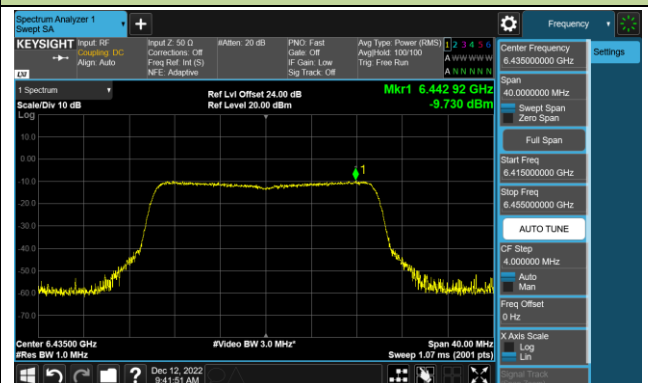 Spectrum Analyzer 1
Swept SA
+
Frequency
KEYSIGHT Input: RF
Coupling: DC
Align: Auto
Input Z: 50 Ω
Corrections: Off
Freq Ref: Int (S)
NFE: Adaptive
#Atten: 20 dB
PNO: Fast
Gate: Off
IF Gain: Low
Sig Track: Off
Avg Type: Power (RMS)
Avg|Hold: 100/100
Trig: Free Run
1 2 3 4 5 6
A W W W W W
A N N N N N
LXI
1 Spectrum
Scale/Div 10 dB
Log
Ref Lvl Offset 24.00 dB
Ref Level 20.00 dBm
Mkr1 6.442 92 GHz
-9.730 dBm
10.0
0.00
-10.0
-20.0
-30.0
-40.0
-50.0
-60.0
-70.0
1
Center 6.43500 GHz
#Res BW 1.0 MHz
#Video BW 3.0 MHz*
Span 40.00 MHz
Sweep 1.07 ms (2001 pts)
Dec 12, 2022
9:41:51 AM
Center Frequency
6.435000000 GHz
Settings
Span
40.0000000 MHz
Swept Span
Zero Span
Full Span
Start Freq
6.415000000 GHz
Stop Freq
6.455000000 GHz
AUTO TUNE
CF Step
4.000000 MHz
Auto
Man
Freq Offset
0 Hz
X Axis Scale
Log
Lin
Signal Track